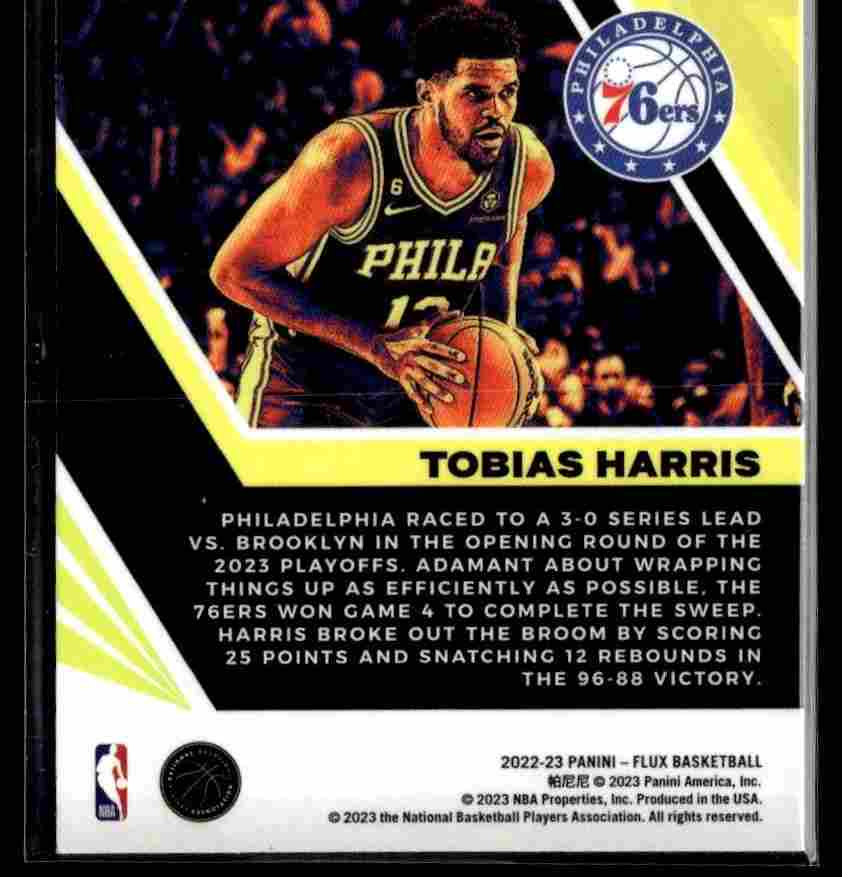 PHILADELPHIA
76ers
6
PHILA
12
TOBIAS HARRIS
PHILADELPHIA RACED TO A 3-0 SERIES LEAD
VS. BROOKLYN IN THE OPENING ROUND OF THE
2023 PLAYOFFS. ADAMANT ABOUT WRAPPING
THINGS UP AS EFFICIENTLY AS POSSIBLE, THE
76ERS WON GAME 4 TO COMPLETE THE SWEEP.
HARRIS BROKE OUT THE BROOM BY SCORING
25 POINTS AND SNATCHING 12 REBOUNDS IN
THE 96-88 VICTORY.
2022-23 PANINI – FLUX BASKETBALL
帕尼尼 © 2023 Panini America, Inc.
© 2023 NBA Properties, Inc. Produced in the USA.
© 2023 the National Basketball Players Association. All rights reserved.
NBA